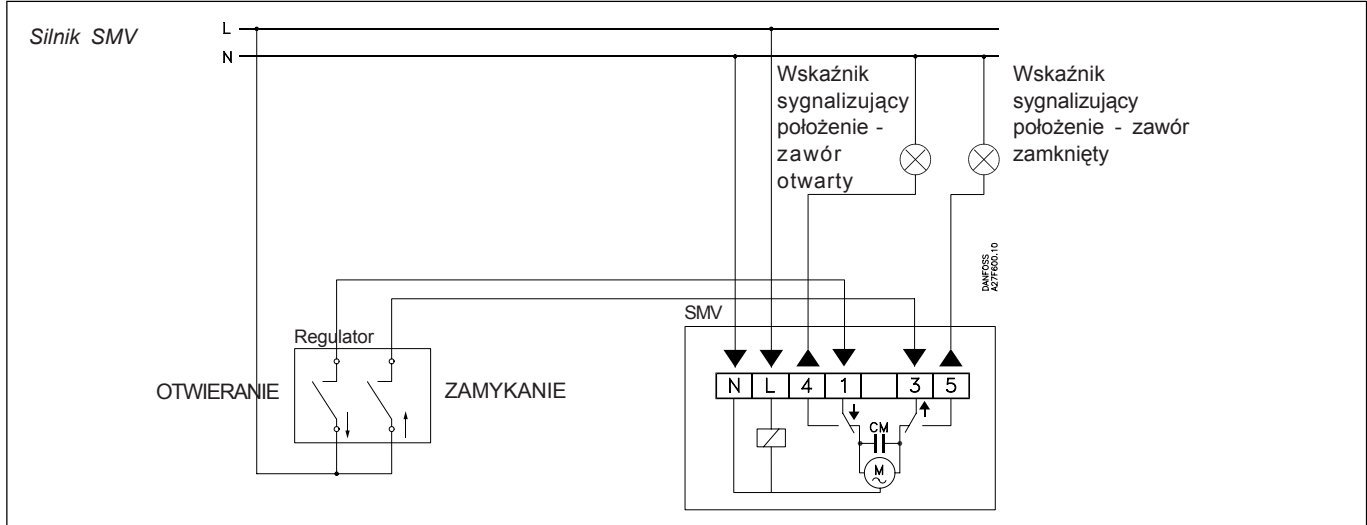 Silnik SMV
L
N
Wskaźnik
sygnalizujący
położenie -
zawór
otwarty
Wskaźnik
sygnalizujący
położenie - zawór
zamknięty
DANFOSS
A27F600.10
SMV
Regulator
OTWIERANIE
ZAMYKANIE
N L 4 1 3 5
CM
M